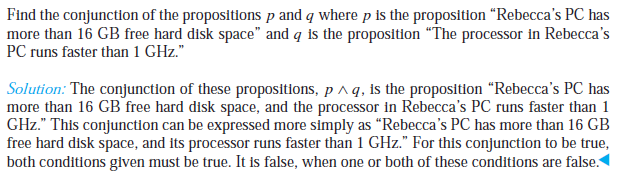 Find the conjunction of the propositions p and q where p is the proposition “Rebecca’s PC has
more than 16 GB free hard disk space” and q is the proposition “The processor in Rebecca’s
PC runs faster than 1 GHz.”
Solution: The conjunction of these propositions, p ∧ q, is the proposition “Rebecca’s PC has
more than 16 GB free hard disk space, and the processor in Rebecca’s PC runs faster than 1
GHz.” This conjunction can be expressed more simply as “Rebecca’s PC has more than 16 GB
free hard disk space, and its processor runs faster than 1 GHz.” For this conjunction to be true,
both conditions given must be true. It is false, when one or both of these conditions are false.